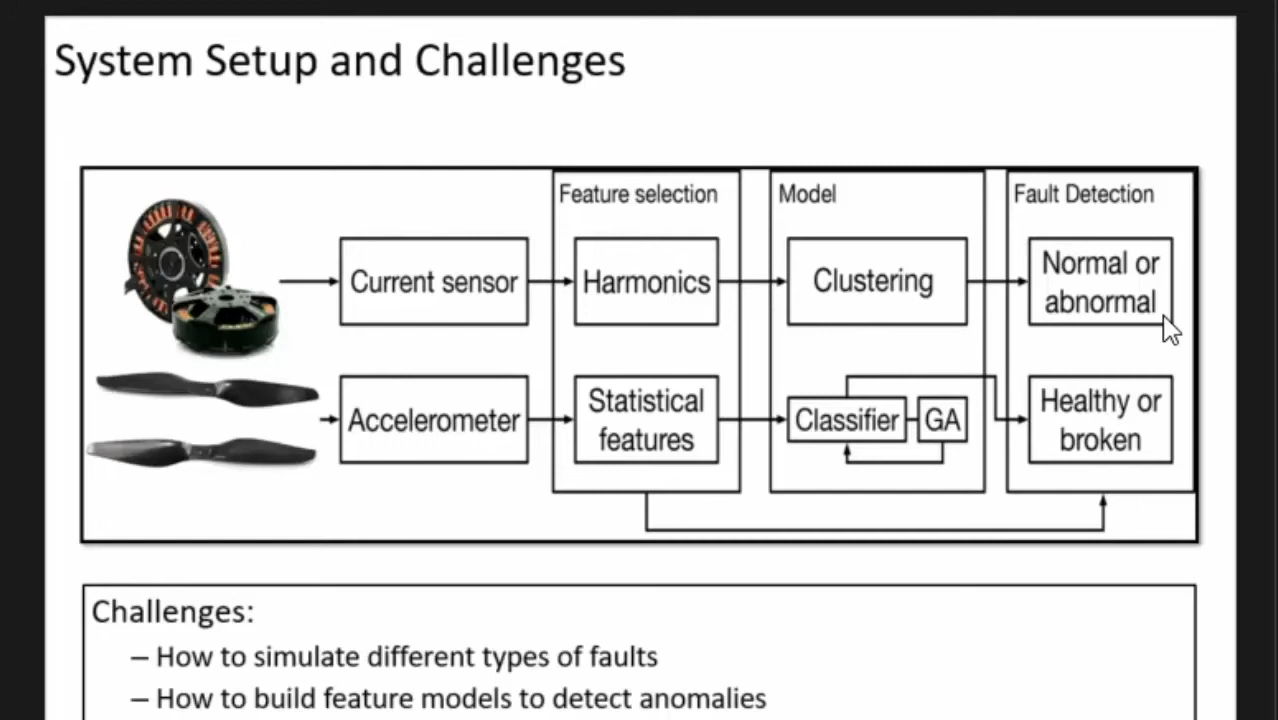 System Setup and Challenges
Feature selection
Model
Fault Detection
Current sensor
Harmonics
Clustering
Normal or
abnormal
Accelerometer
Statistical
features
Classifier
GA
Healthy or
broken
Challenges:
– How to simulate different types of faults
– How to build feature models to detect anomalies